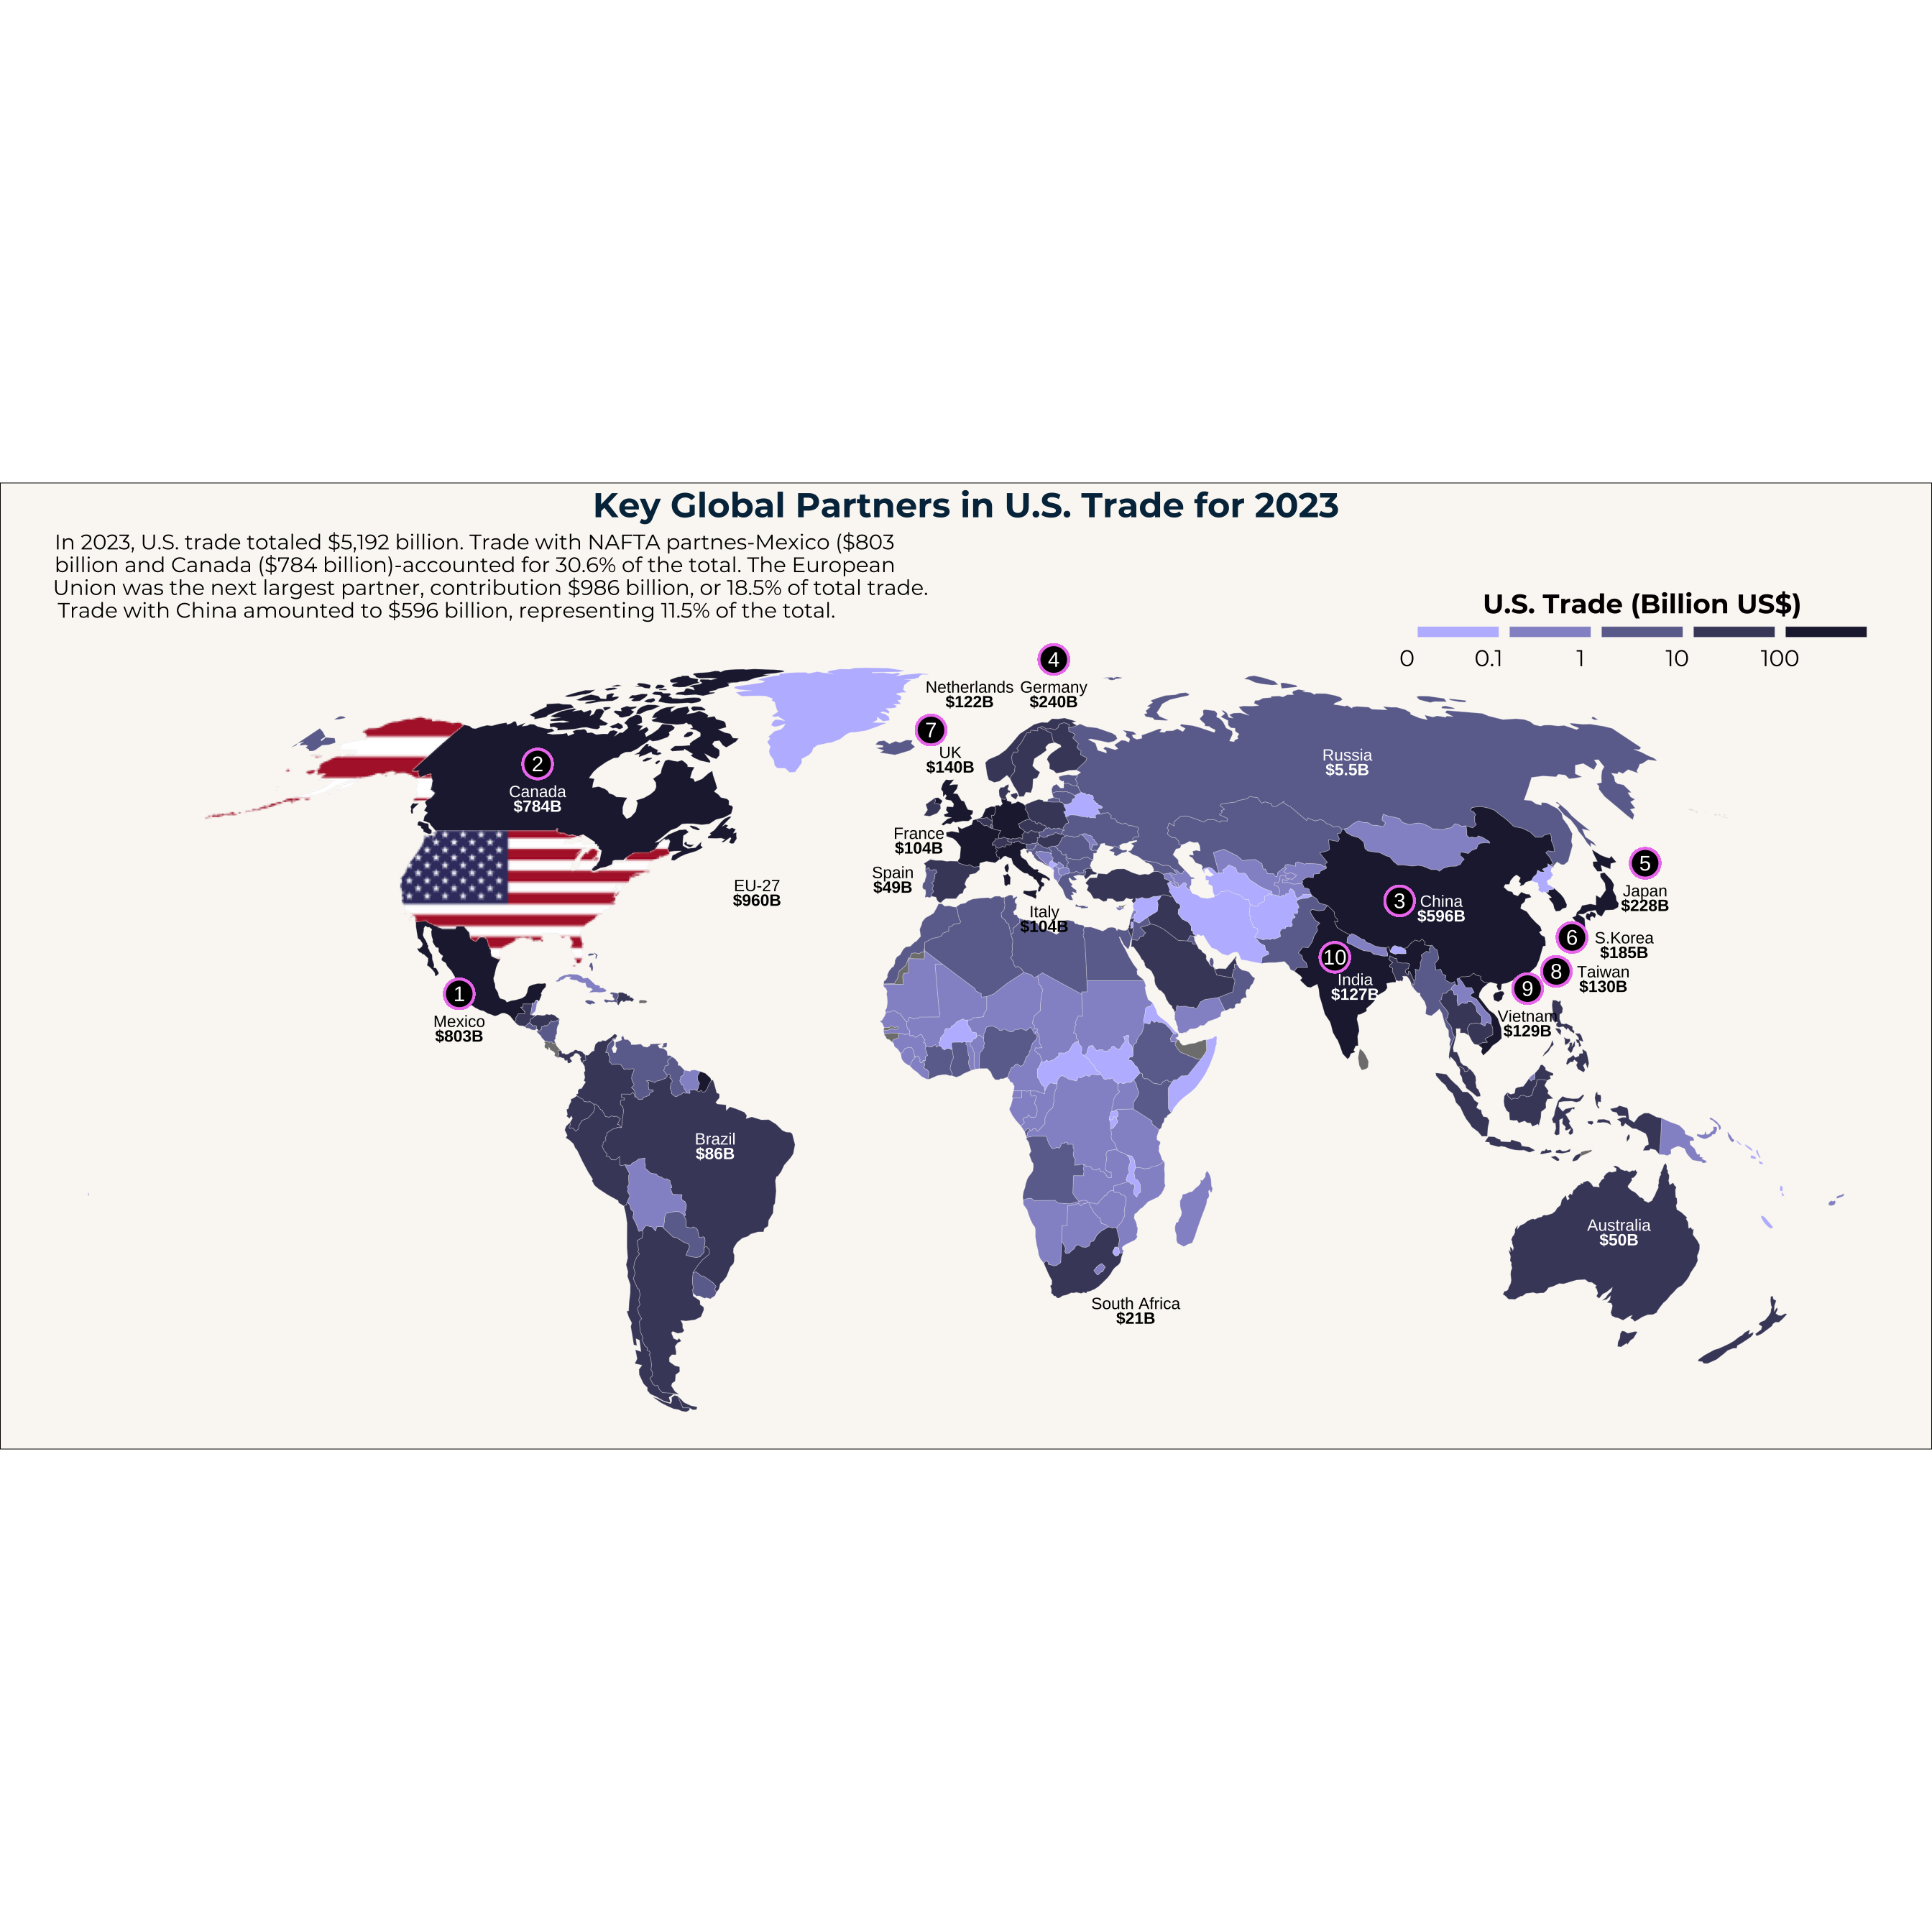 Key Global Partners in U.S. Trade for 2023
In 2023, U.S. trade totaled $5,192 billion. Trade with NAFTA partnes-Mexico ($803
billion and Canada ($784 billion)-accounted for 30.6% of the total. The European
Union was the next largest partner, contribution $986 billion, or 18.5% of total trade.
Trade with China amounted to $596 billion, representing 11.5% of the total.
U.S. Trade (Billion US$)
0 0.1 1 10 100
4
Netherlands
$122B
Germany
$240B
7
UK
$140B
2
Canada
$784B
Russia
$5.5B
France
$104B
Spain
$49B
EU-27
$960B
Italy
$104B
3
China
$596B
5
Japan
$228B
6
S.Korea
$185B
10
India
$127B
8
Taiwan
$130B
9
Vietnam
$129B
1
Mexico
$803B
Brazil
$86B
Australia
$50B
South Africa
$21B